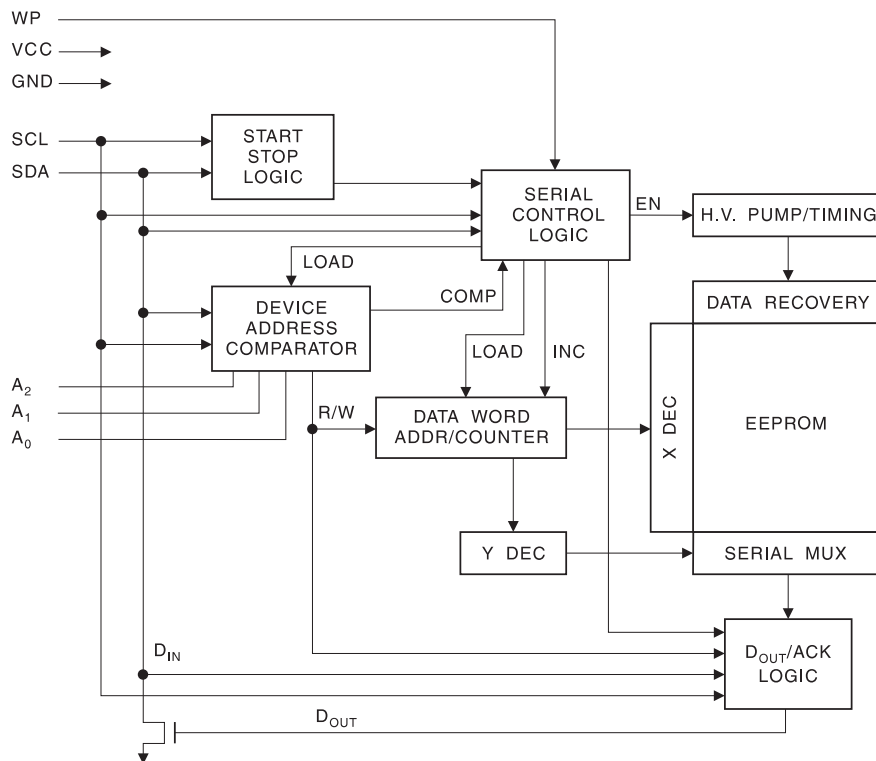 WP
VCC
GND
SCL
SDA
START
STOP
LOGIC
SERIAL
CONTROL
LOGIC
EN
H.V. PUMP/TIMING
LOAD
COMP
DEVICE
ADDRESS
COMPARATOR
DATA RECOVERY
LOAD
INC
A2
A1
A0
R/W
DATA WORD
ADDR/COUNTER
X DEC
EEPROM
Y DEC
SERIAL MUX
DIN
DOUT/ACK
LOGIC
DOUT